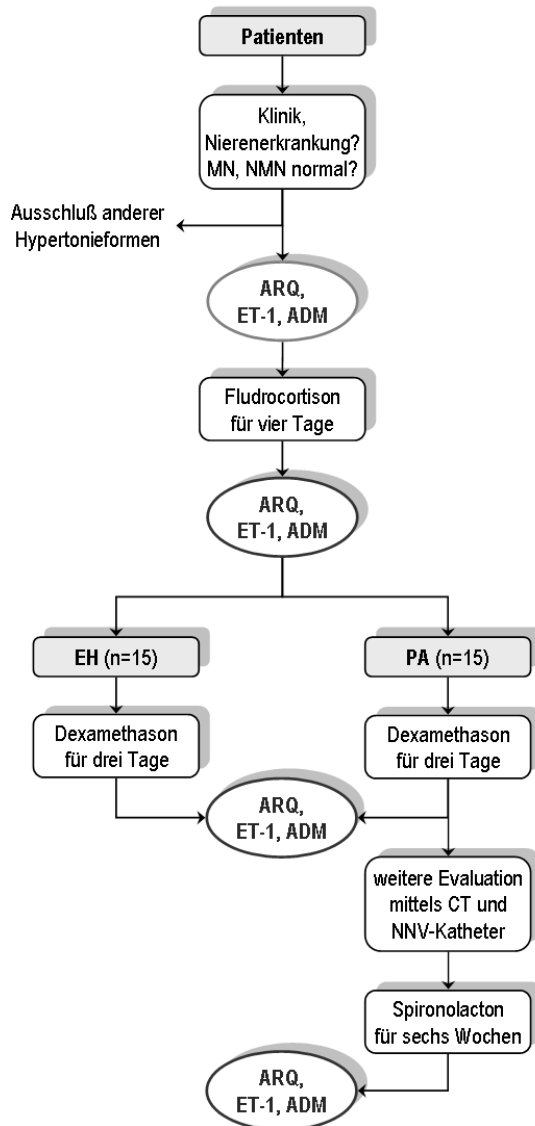 Patienten
Klinik,
Nierenerkrankung?
MN, NMN normal?
Ausschluß anderer
Hypertonieformen
ARQ,
ET-1, ADM
Fludrocortison
für vier Tage
ARQ,
ET-1, ADM
EH (n=15)
PA (n=15)
Dexamethason
für drei Tage
Dexamethason
für drei Tage
ARQ,
ET-1, ADM
weitere Evaluation
mittels CT und
NNV-Katheter
Spironolacton
für sechs Wochen
ARQ,
ET-1, ADM